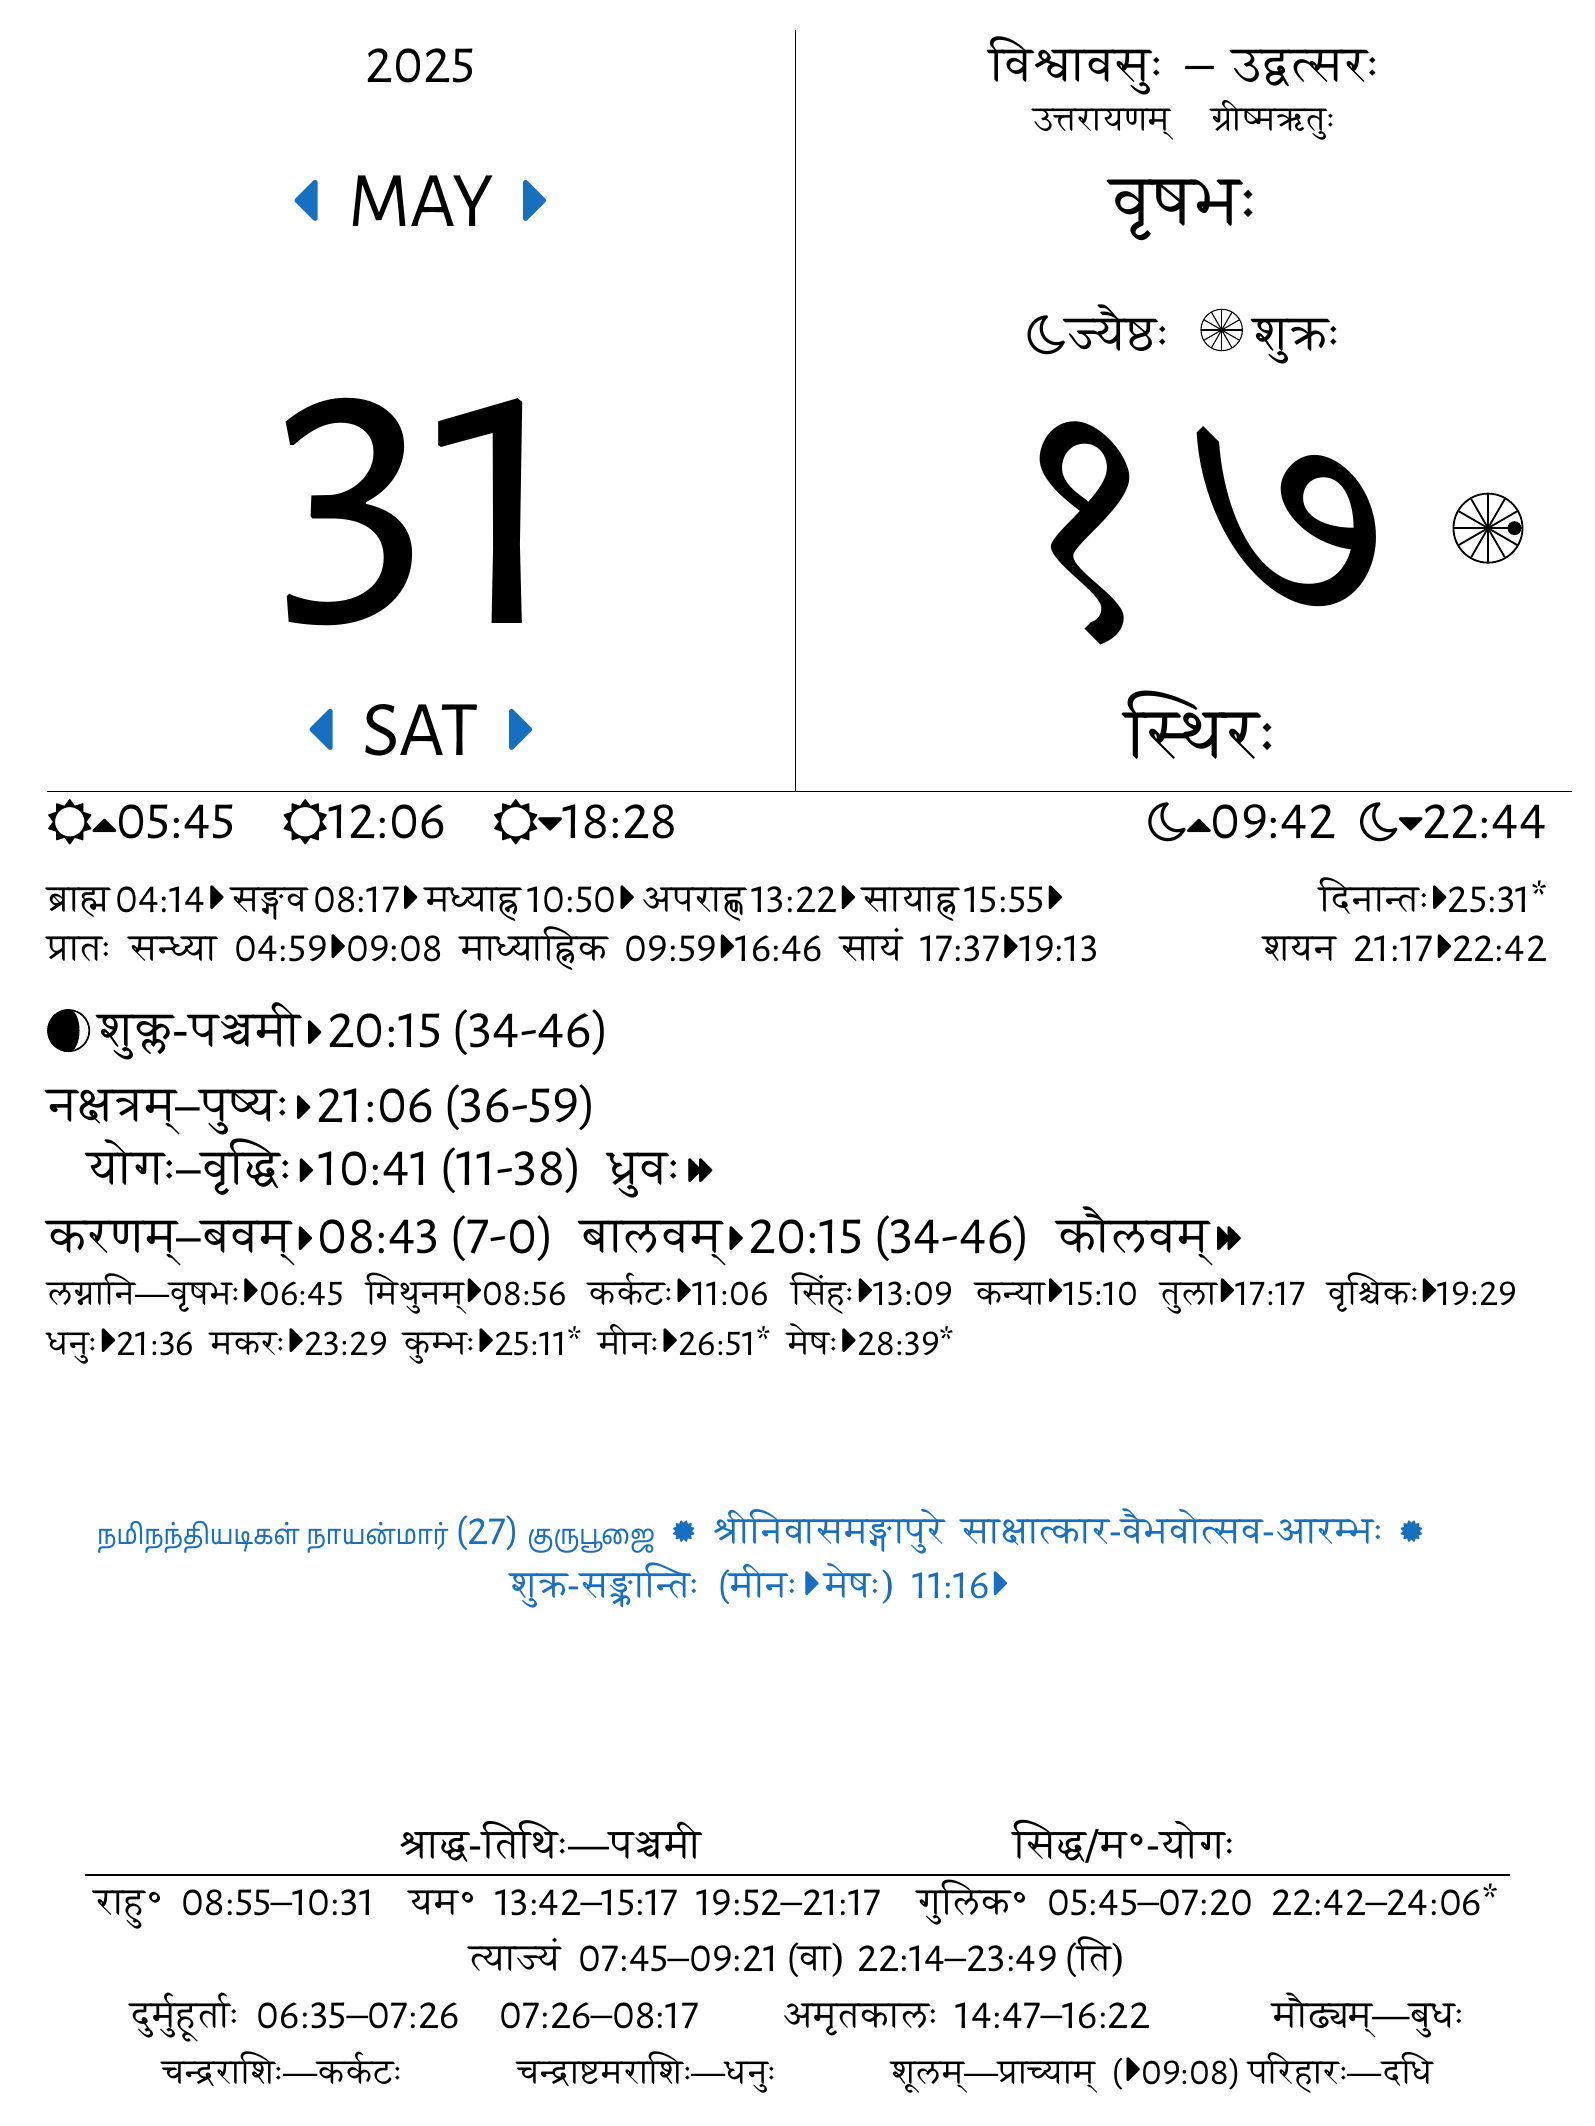 2025
MAY
31
SAT
विश्वावसुः – उद्वत्सरः
उत्तरायणम् ग्रीष्मऋतुः
वृषभः
ज्यैष्ठः शुक्रः
१७
स्थिरः
05:45 12:06 18:28 09:42 22:44
ब्राह्म 04:14 सङ्गव 08:17 मध्याह्न 10:50 अपराह्ण 13:22 सायाह्न 15:55 दिनान्तः 25:31*
प्रातः सन्ध्या 04:59 09:08 माध्याह्निक 09:59 16:46 सायं 17:37 19:13 शयन 21:17 22:42
शुक्ल-पञ्चमी 20:15 (34-46)
नक्षत्रम्–पुष्यः 21:06 (36-59)
योगः–वृद्धिः 10:41 (11-38) ध्रुवः
करणम्–बवम् 08:43 (7-0) बालवम् 20:15 (34-46) कौलवम्
लग्नानि—वृषभः 06:45 मिथुनम् 08:56 कर्कटः 11:06 सिंहः 13:09 कन्या 15:10 तुला 17:17 वृश्चिकः 19:29
धनुः 21:36 मकरः 23:29 कुम्भः 25:11* मीनः 26:51* मेषः 28:39*
நமிநந்தியடிகள் நாயன்மார் (27) குருபூஜை श्रीनिवासमङ्गापुरे साक्षात्कार-वैभवोत्सव-आरम्भः
शुक्र-सङ्क्रान्तिः (मीनः मेषः) 11:16
श्राद्ध-तिथिः—पञ्चमी सिद्ध/म॰-योगः
राहु॰ 08:55–10:31 यम॰ 13:42–15:17 19:52–21:17 गुलिक॰ 05:45–07:20 22:42–24:06*
त्याज्यं 07:45–09:21 (वा) 22:14–23:49 (ति)
दुर्मुहूर्ताः 06:35–07:26 07:26–08:17 अमृतकालः 14:47–16:22 मौढ्यम्—बुधः
चन्द्रराशिः—कर्कटः चन्द्राष्टमराशिः—धनुः शूलम्—प्राच्याम् (09:08) परिहारः—दधि